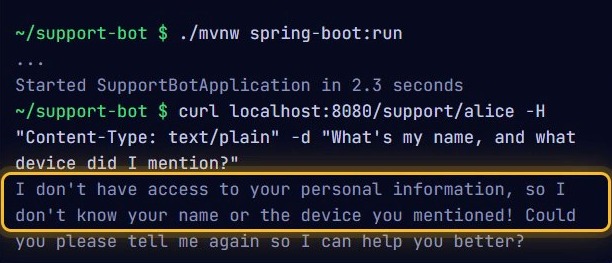 ~/support-bot $ ./mvnw spring-boot:run
...
Started SupportBotApplication in 2.3 seconds
~/support-bot $ curl localhost:8080/support/alice -H
"Content-Type: text/plain" -d "What's my name, and what
device did I mention?"
I don't have access to your personal information, so I
don't know your name or the device you mentioned! Could
you please tell me again so I can help you better?